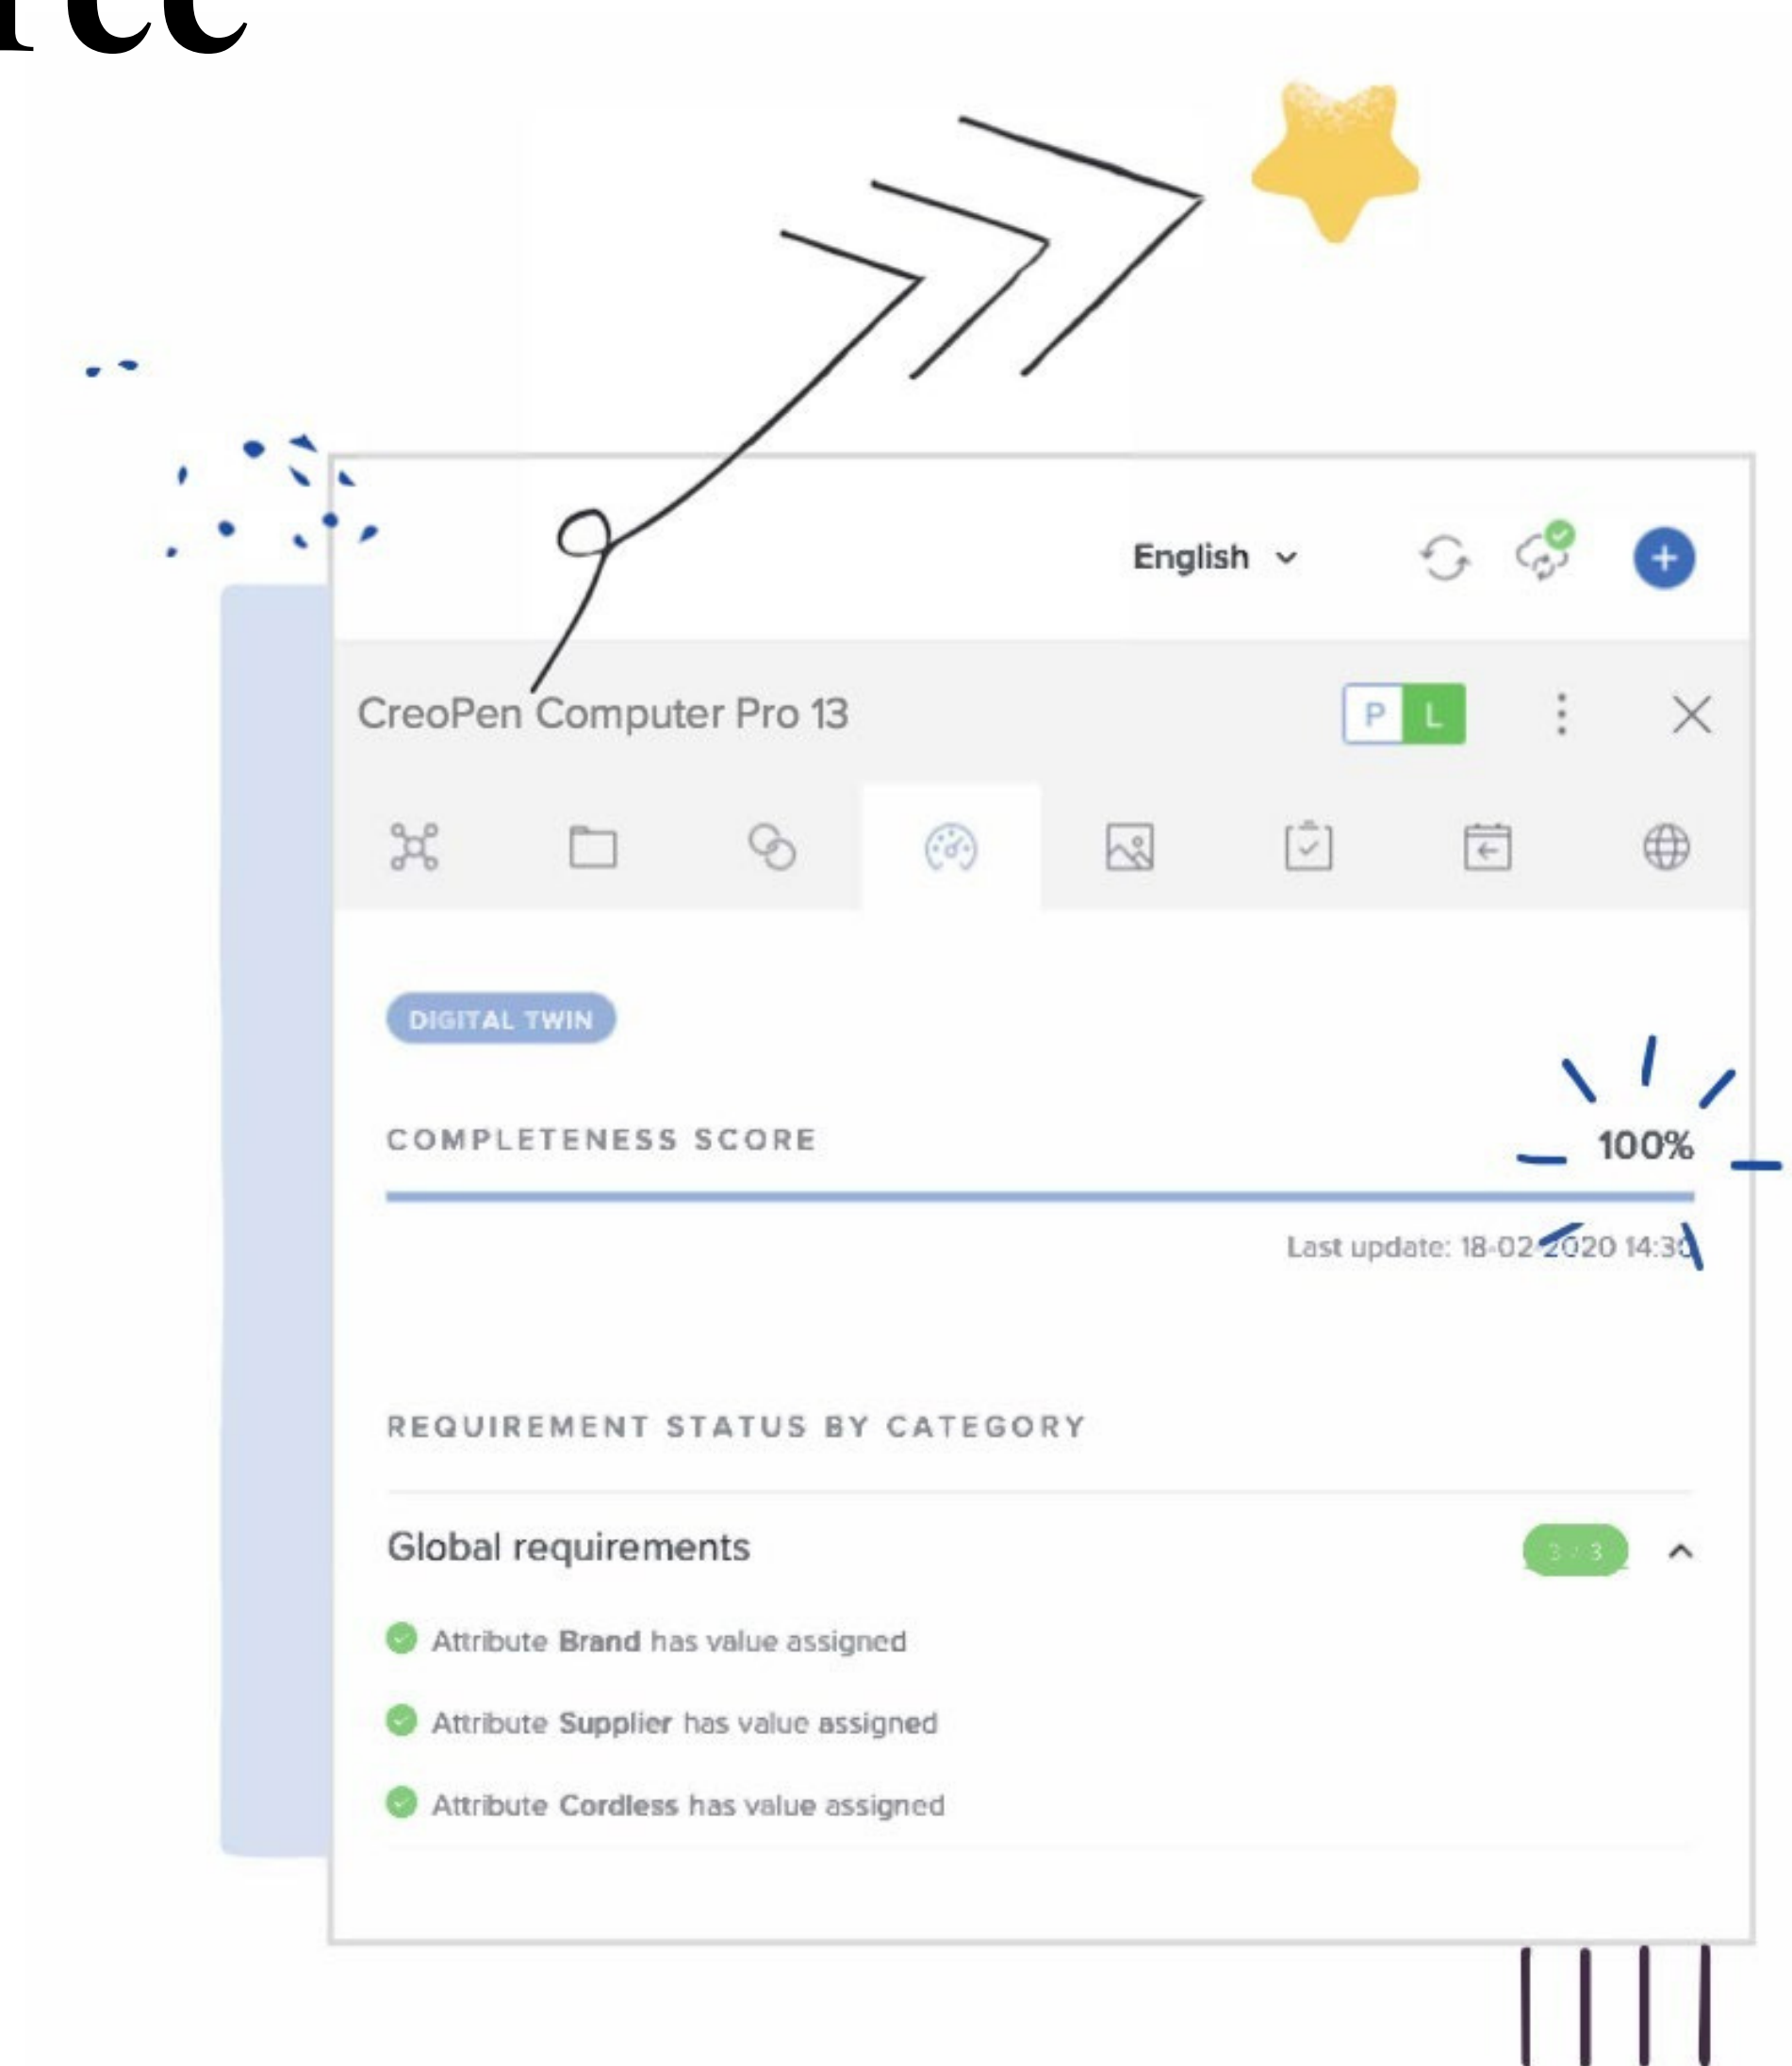 English
CreoPen Computer Pro 13
P L
DIGITAL TWIN
COMPLETENESS SCORE
100%
Last update: 18-02-2020 14:30
REQUIREMENT STATUS BY CATEGORY
Global requirements
3 / 3
Attribute Brand has value assigned
Attribute Supplier has value assigned
Attribute Cordless has value assigned